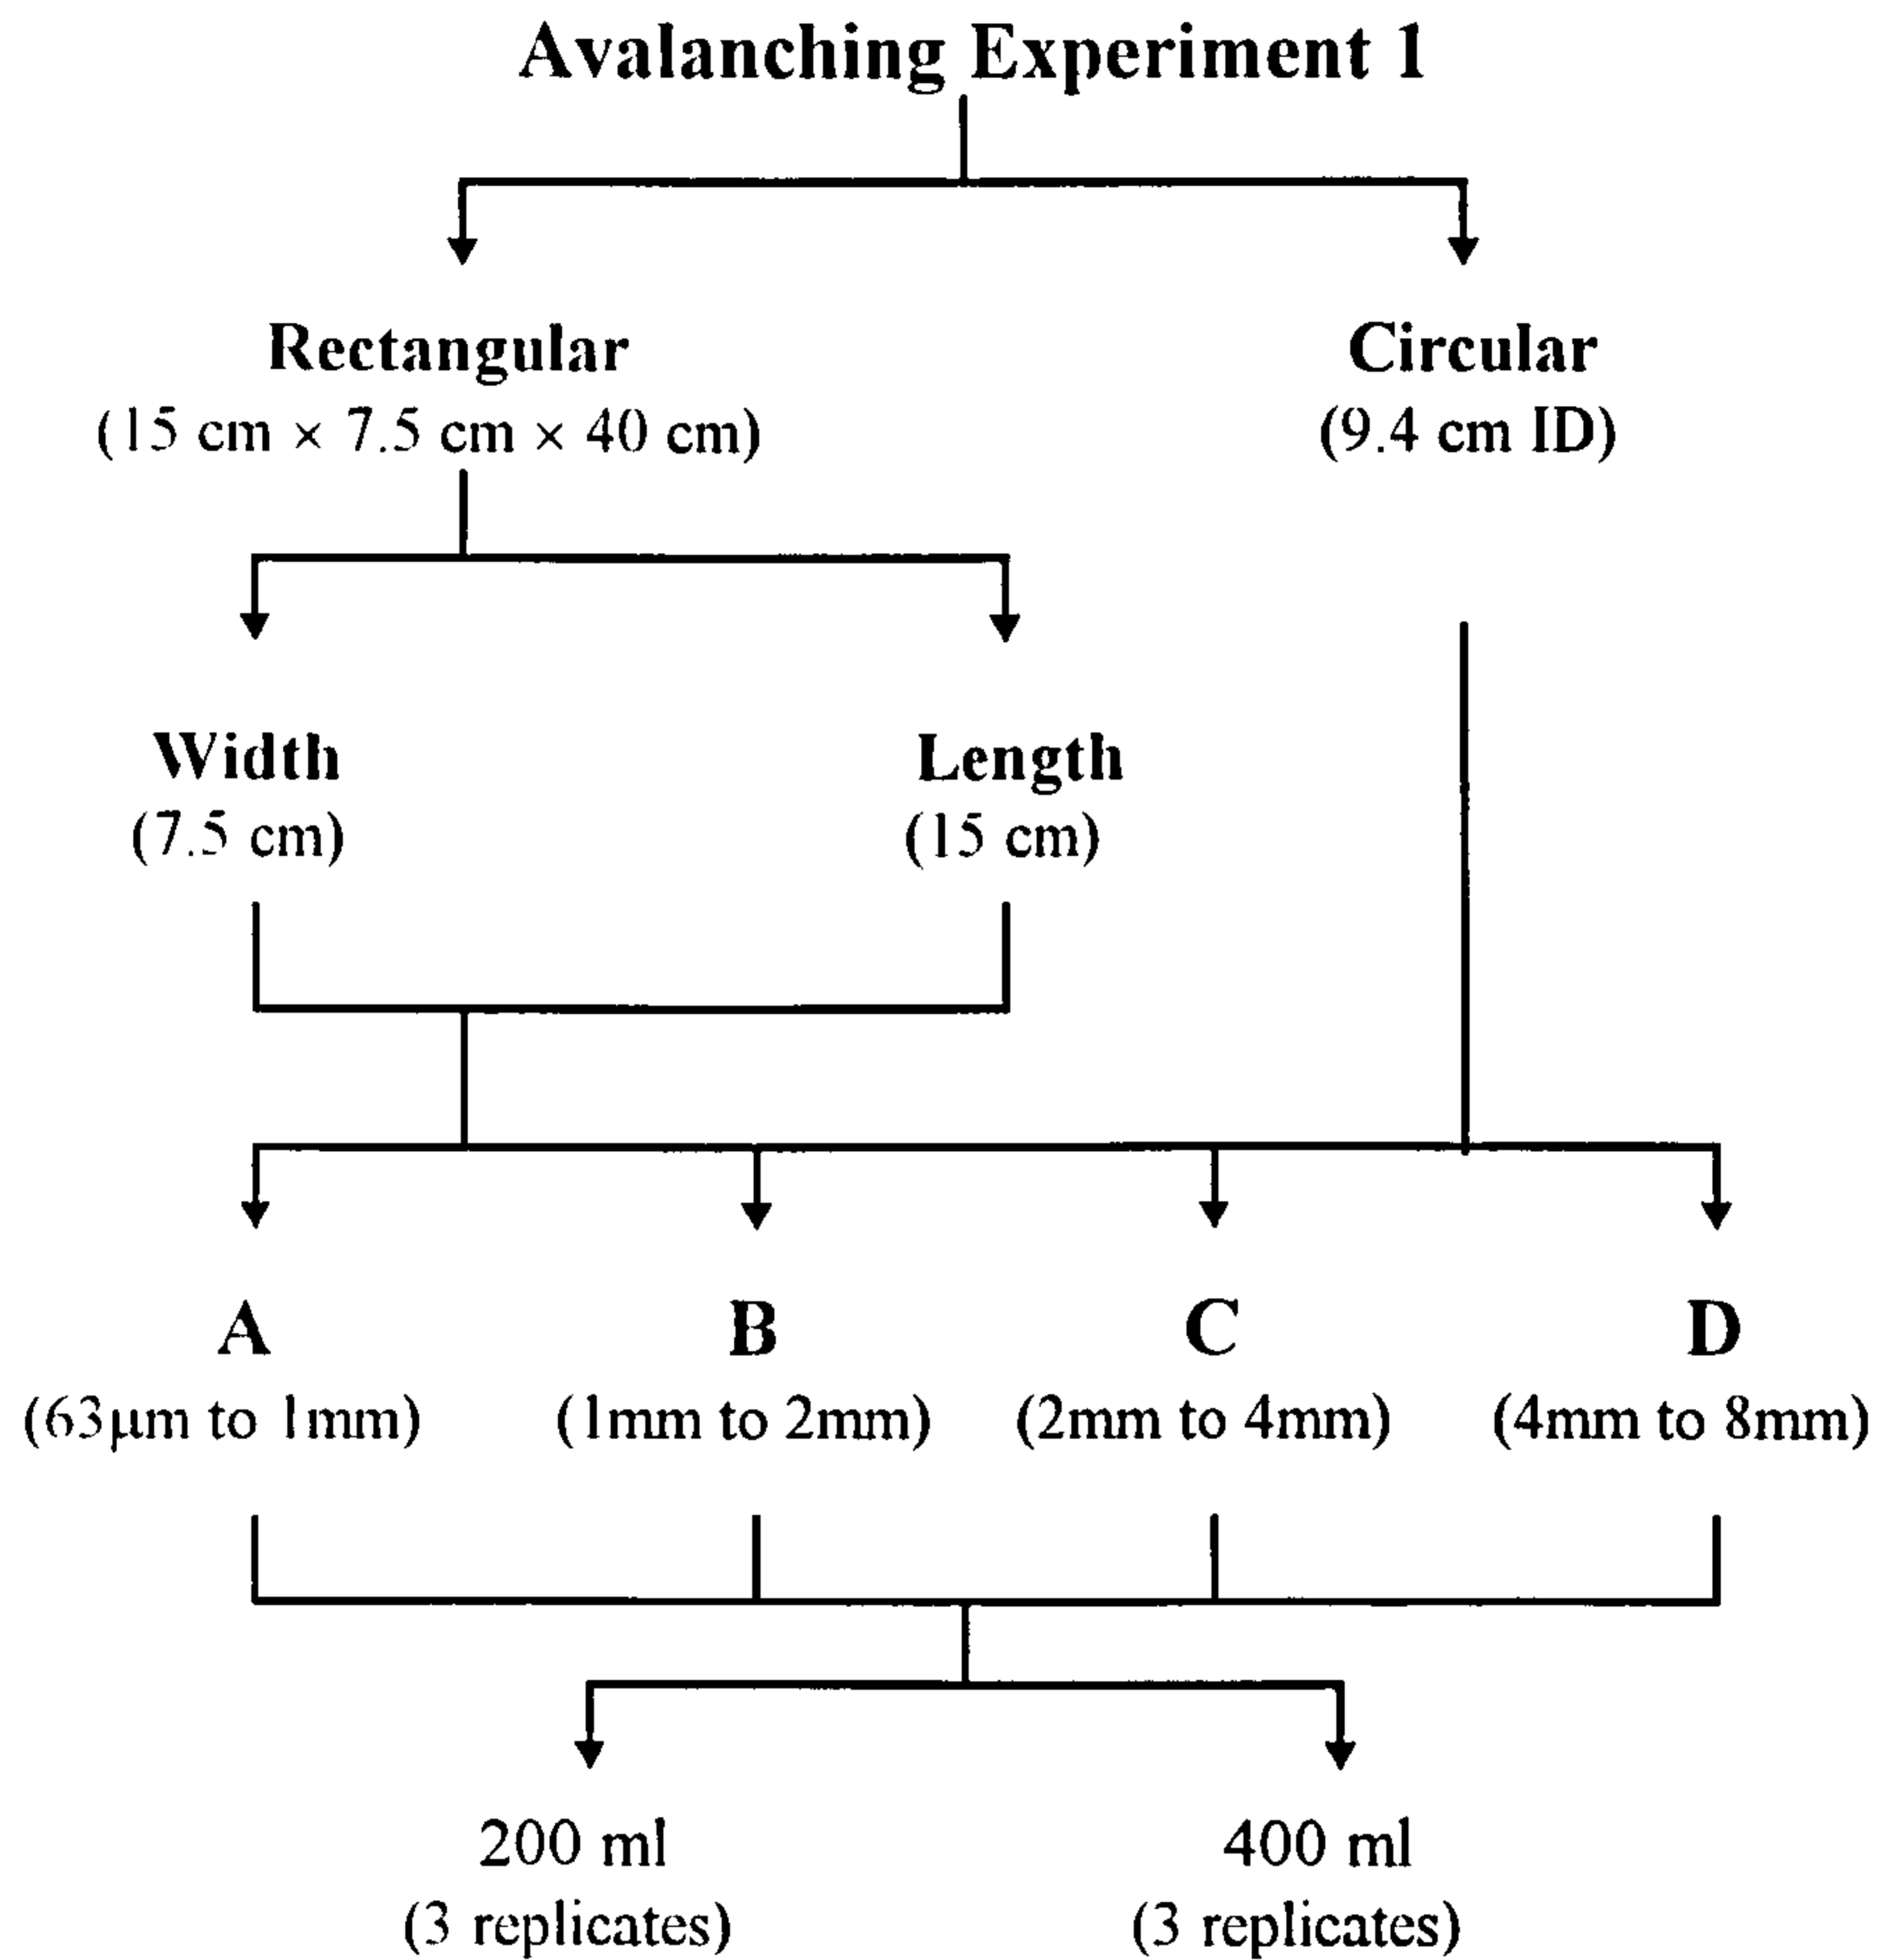 Avalanching Experiment 1
Rectangular
(15 cm × 7.5 cm × 40 cm)
Circular
(9.4 cm ID)
Width
(7.5 cm)
Length
(15 cm)
A
(63μm to 1mm)
B
(1mm to 2mm)
C
(2mm to 4mm)
D
(4mm to 8mm)
200 ml
(3 replicates)
400 ml
(3 replicates)